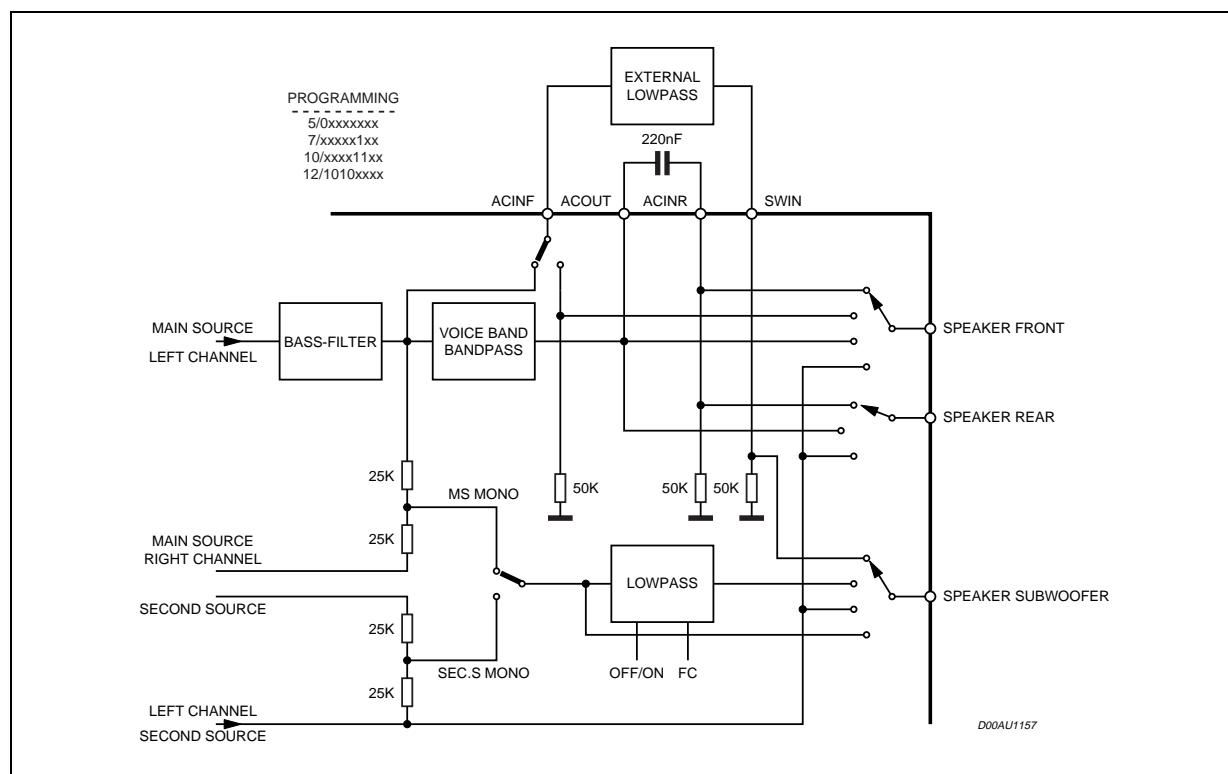 EXTERNAL
LOWPASS
PROGRAMMING
5/0xxxxxxx
7/xxxxx1xx
10/xxxx11xx
12/1010xxxx
220nF
ACINF
ACOUT
ACINR
SWIN
MAIN SOURCE
LEFT CHANNEL
BASS-FILTER
VOICE BAND
BANDPASS
SPEAKER FRONT
SPEAKER REAR
25K
MS MONO
50K
50K
50K
25K
MAIN SOURCE
RIGHT CHANNEL
LOWPASS
SECOND SOURCE
SPEAKER SUBWOOFER
25K
SEC.S MONO
OFF/ON
FC
25K
LEFT CHANNEL
SECOND SOURCE
D00AU1157